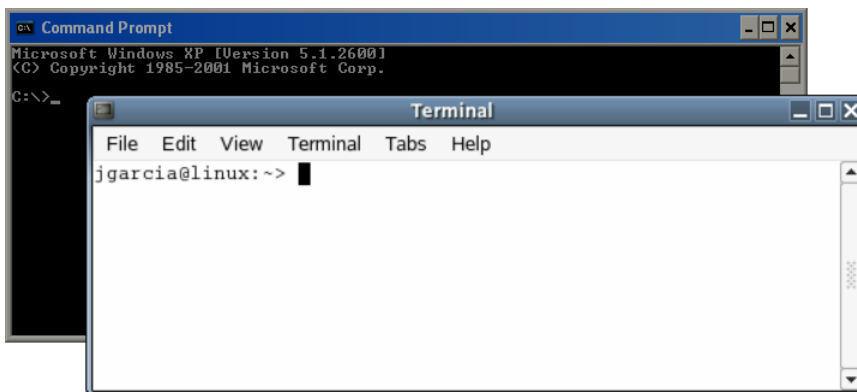 Command Prompt
Microsoft Windows XP [Version 5.1.2600]
(C) Copyright 1985-2001 Microsoft Corp.
C:\>_
Terminal
File Edit View Terminal Tabs Help
jgarcia@linux:~>